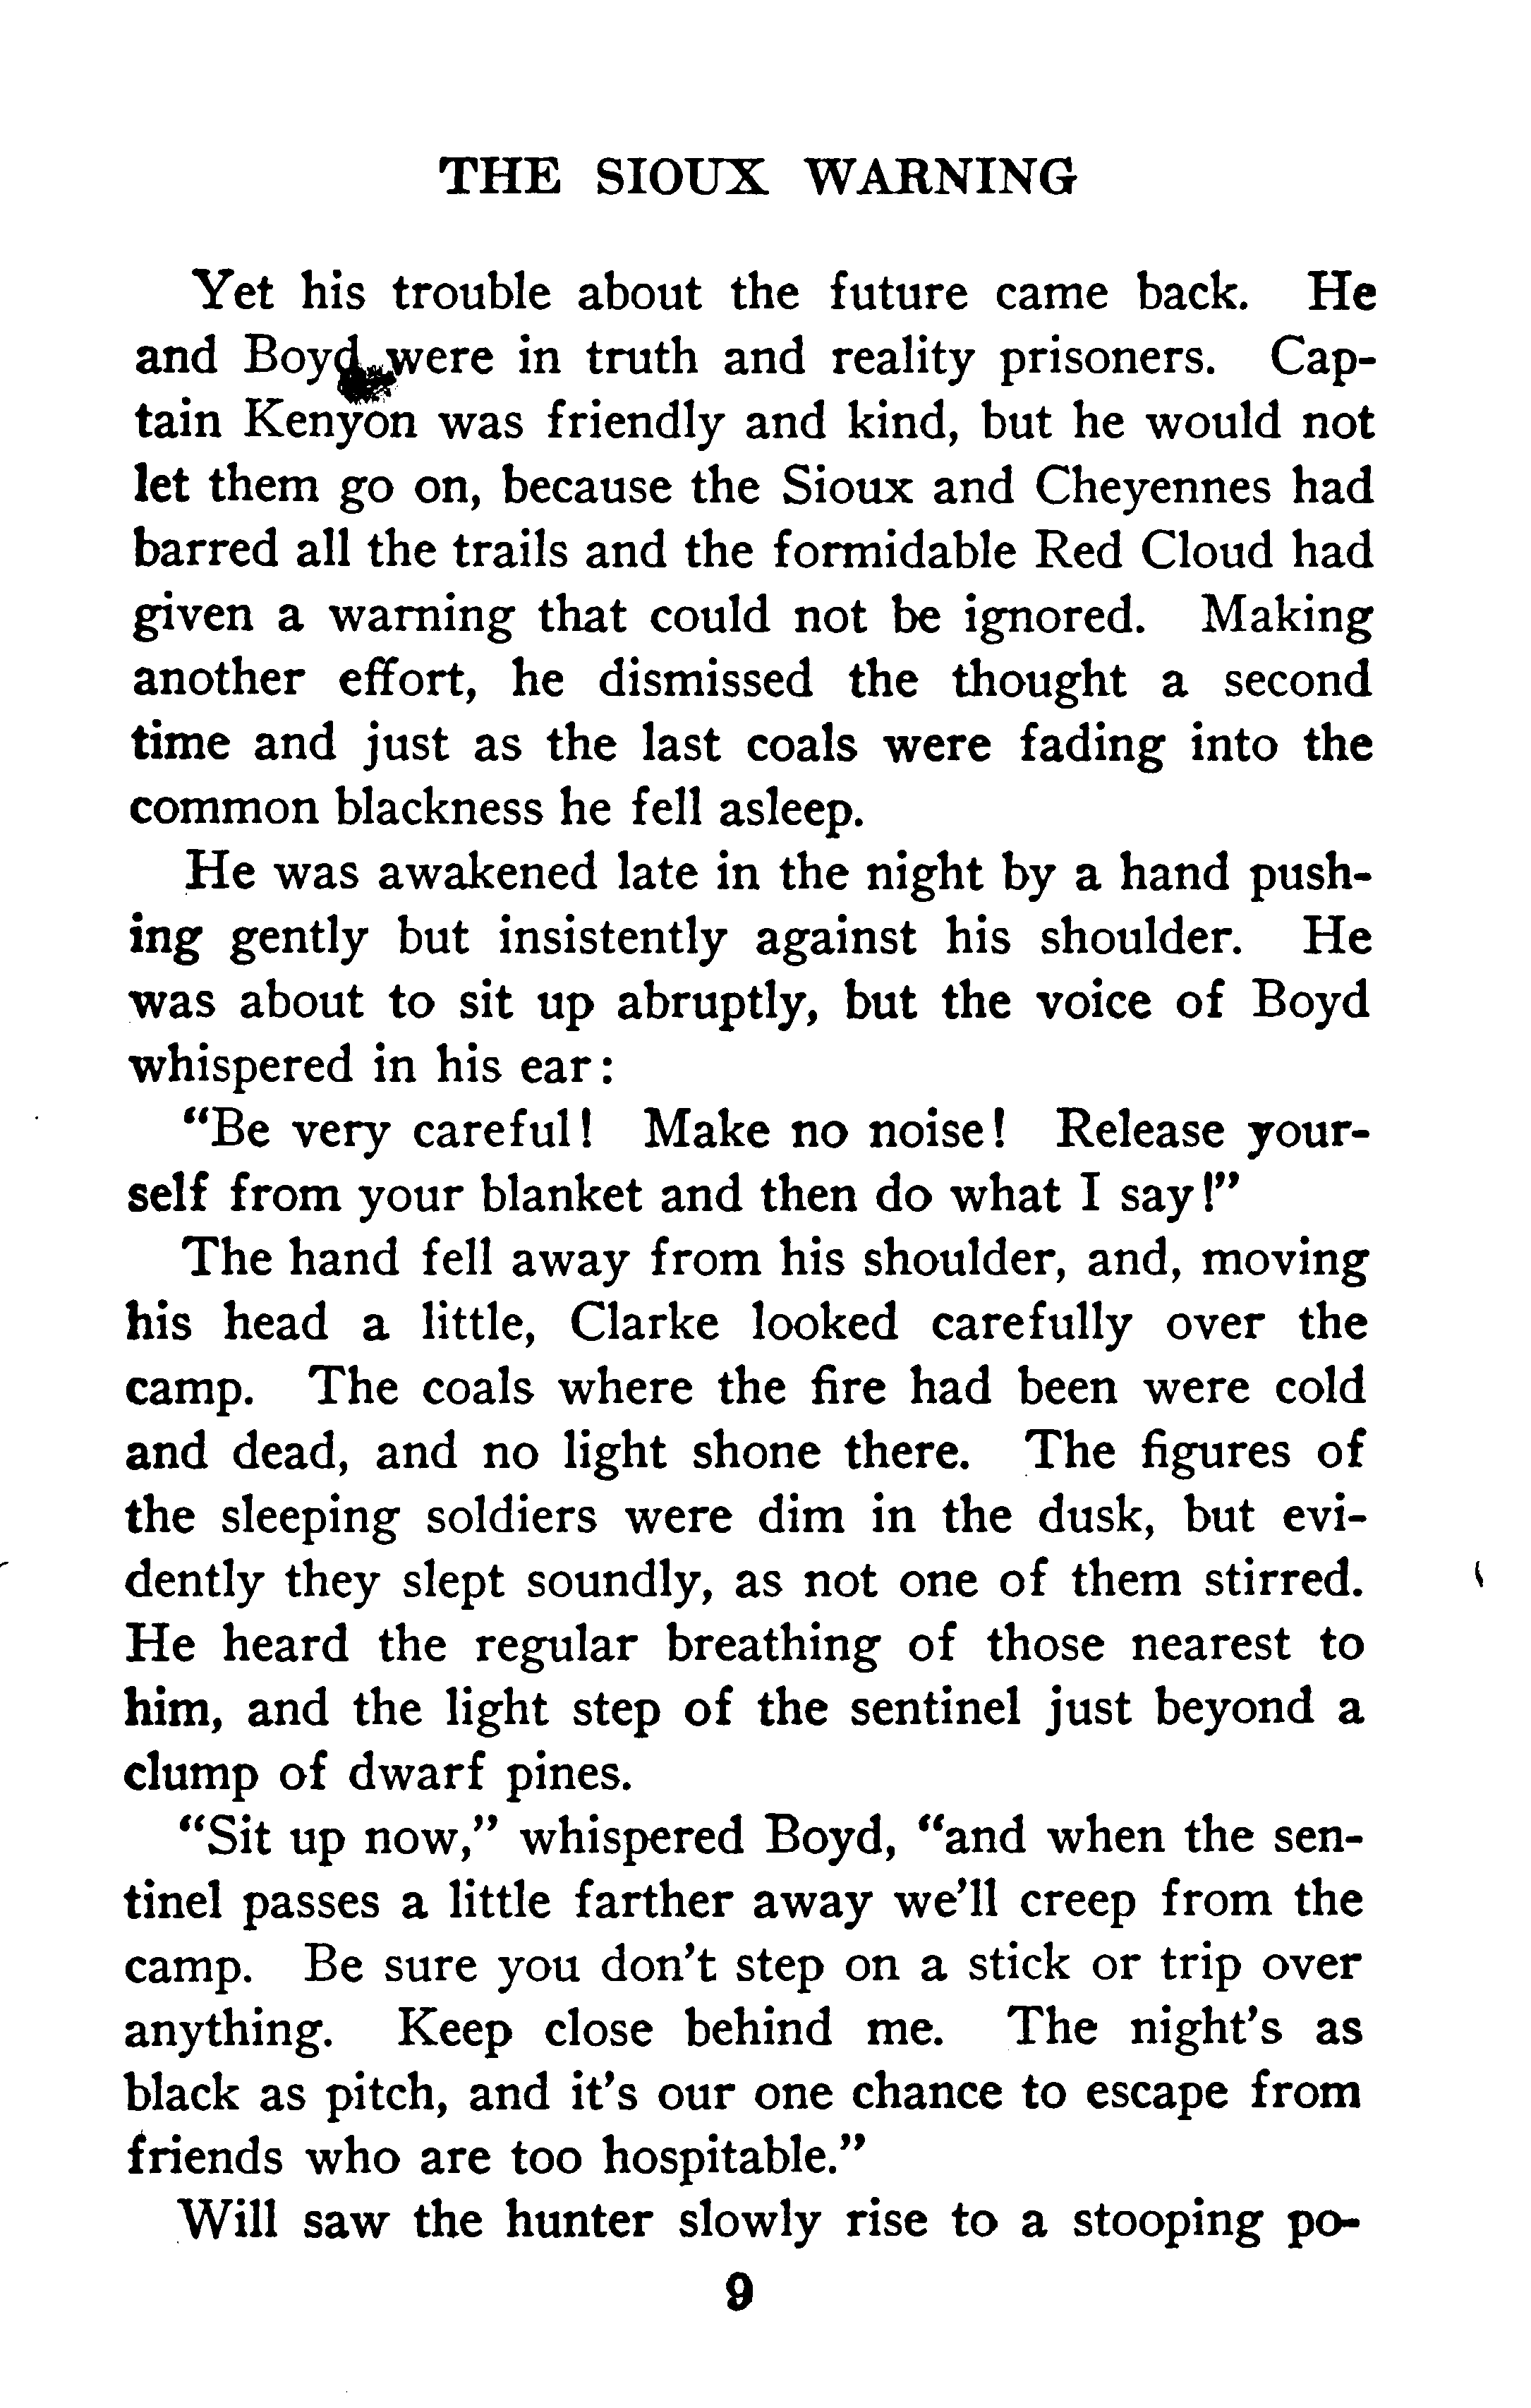 THE SIOUX WARNING
Yet his trouble about the future came back. He
and Boyd were in truth and reality prisoners. Cap-
tain Kenyon was friendly and kind, but he would not
let them go on, because the Sioux and Cheyennes had
barred all the trails and the formidable Red Cloud had
given a warning that could not be ignored. Making
another effort, he dismissed the thought a second
time and just as the last coals were fading into the
common blackness he fell asleep.
He was awakened late in the night by a hand push-
ing gently but insistently against his shoulder. He
was about to sit up abruptly, but the voice of Boyd
whispered in his ear:
"Be very careful! Make no noise! Release your-
self from your blanket and then do what I say!"
The hand fell away from his shoulder, and, moving
his head a little, Clarke looked carefully over the
camp. The coals where the fire had been were cold
and dead, and no light shone there. The figures of
the sleeping soldiers were dim in the dusk, but evi-
dently they slept soundly, as not one of them stirred.
He heard the regular breathing of those nearest to
him, and the light step of the sentinel just beyond a
clump of dwarf pines.
"Sit up now," whispered Boyd, "and when the sen-
tinel passes a little farther away we'll creep from the
camp. Be sure you don't step on a stick or trip over
anything. Keep close behind me. The night's as
black as pitch, and it's our one chance to escape from
friends who are too hospitable."
Will saw the hunter slowly rise to a stooping po-
9